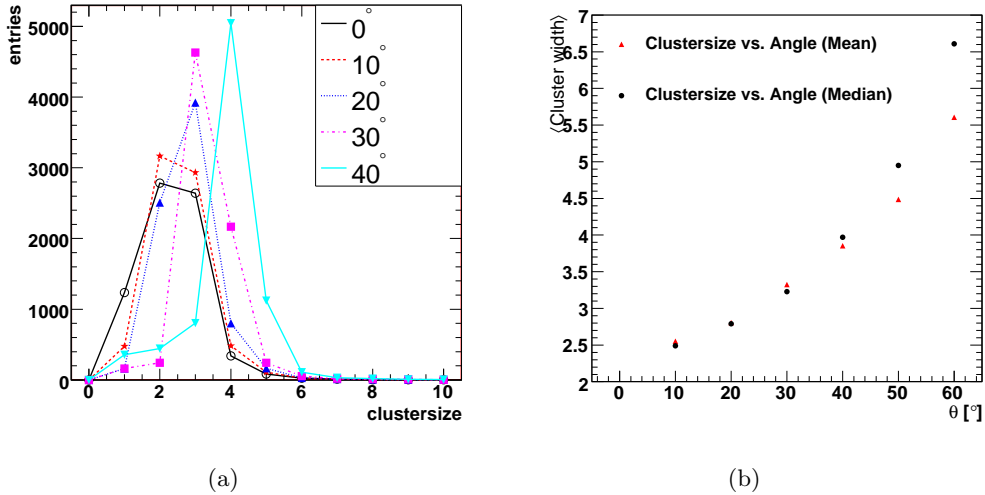 entries
5000
4000
3000
2000
1000
0
0 2 4 6 8 10
clustersize
0°
10°
20°
30°
40°
(a)
⟨Cluster width⟩
7
6.5
6
5.5
5
4.5
4
3.5
3
2.5
2
0 10 20 30 40 50 60
θ [°]
Clustersize vs. Angle (Mean)
Clustersize vs. Angle (Median)
(b)